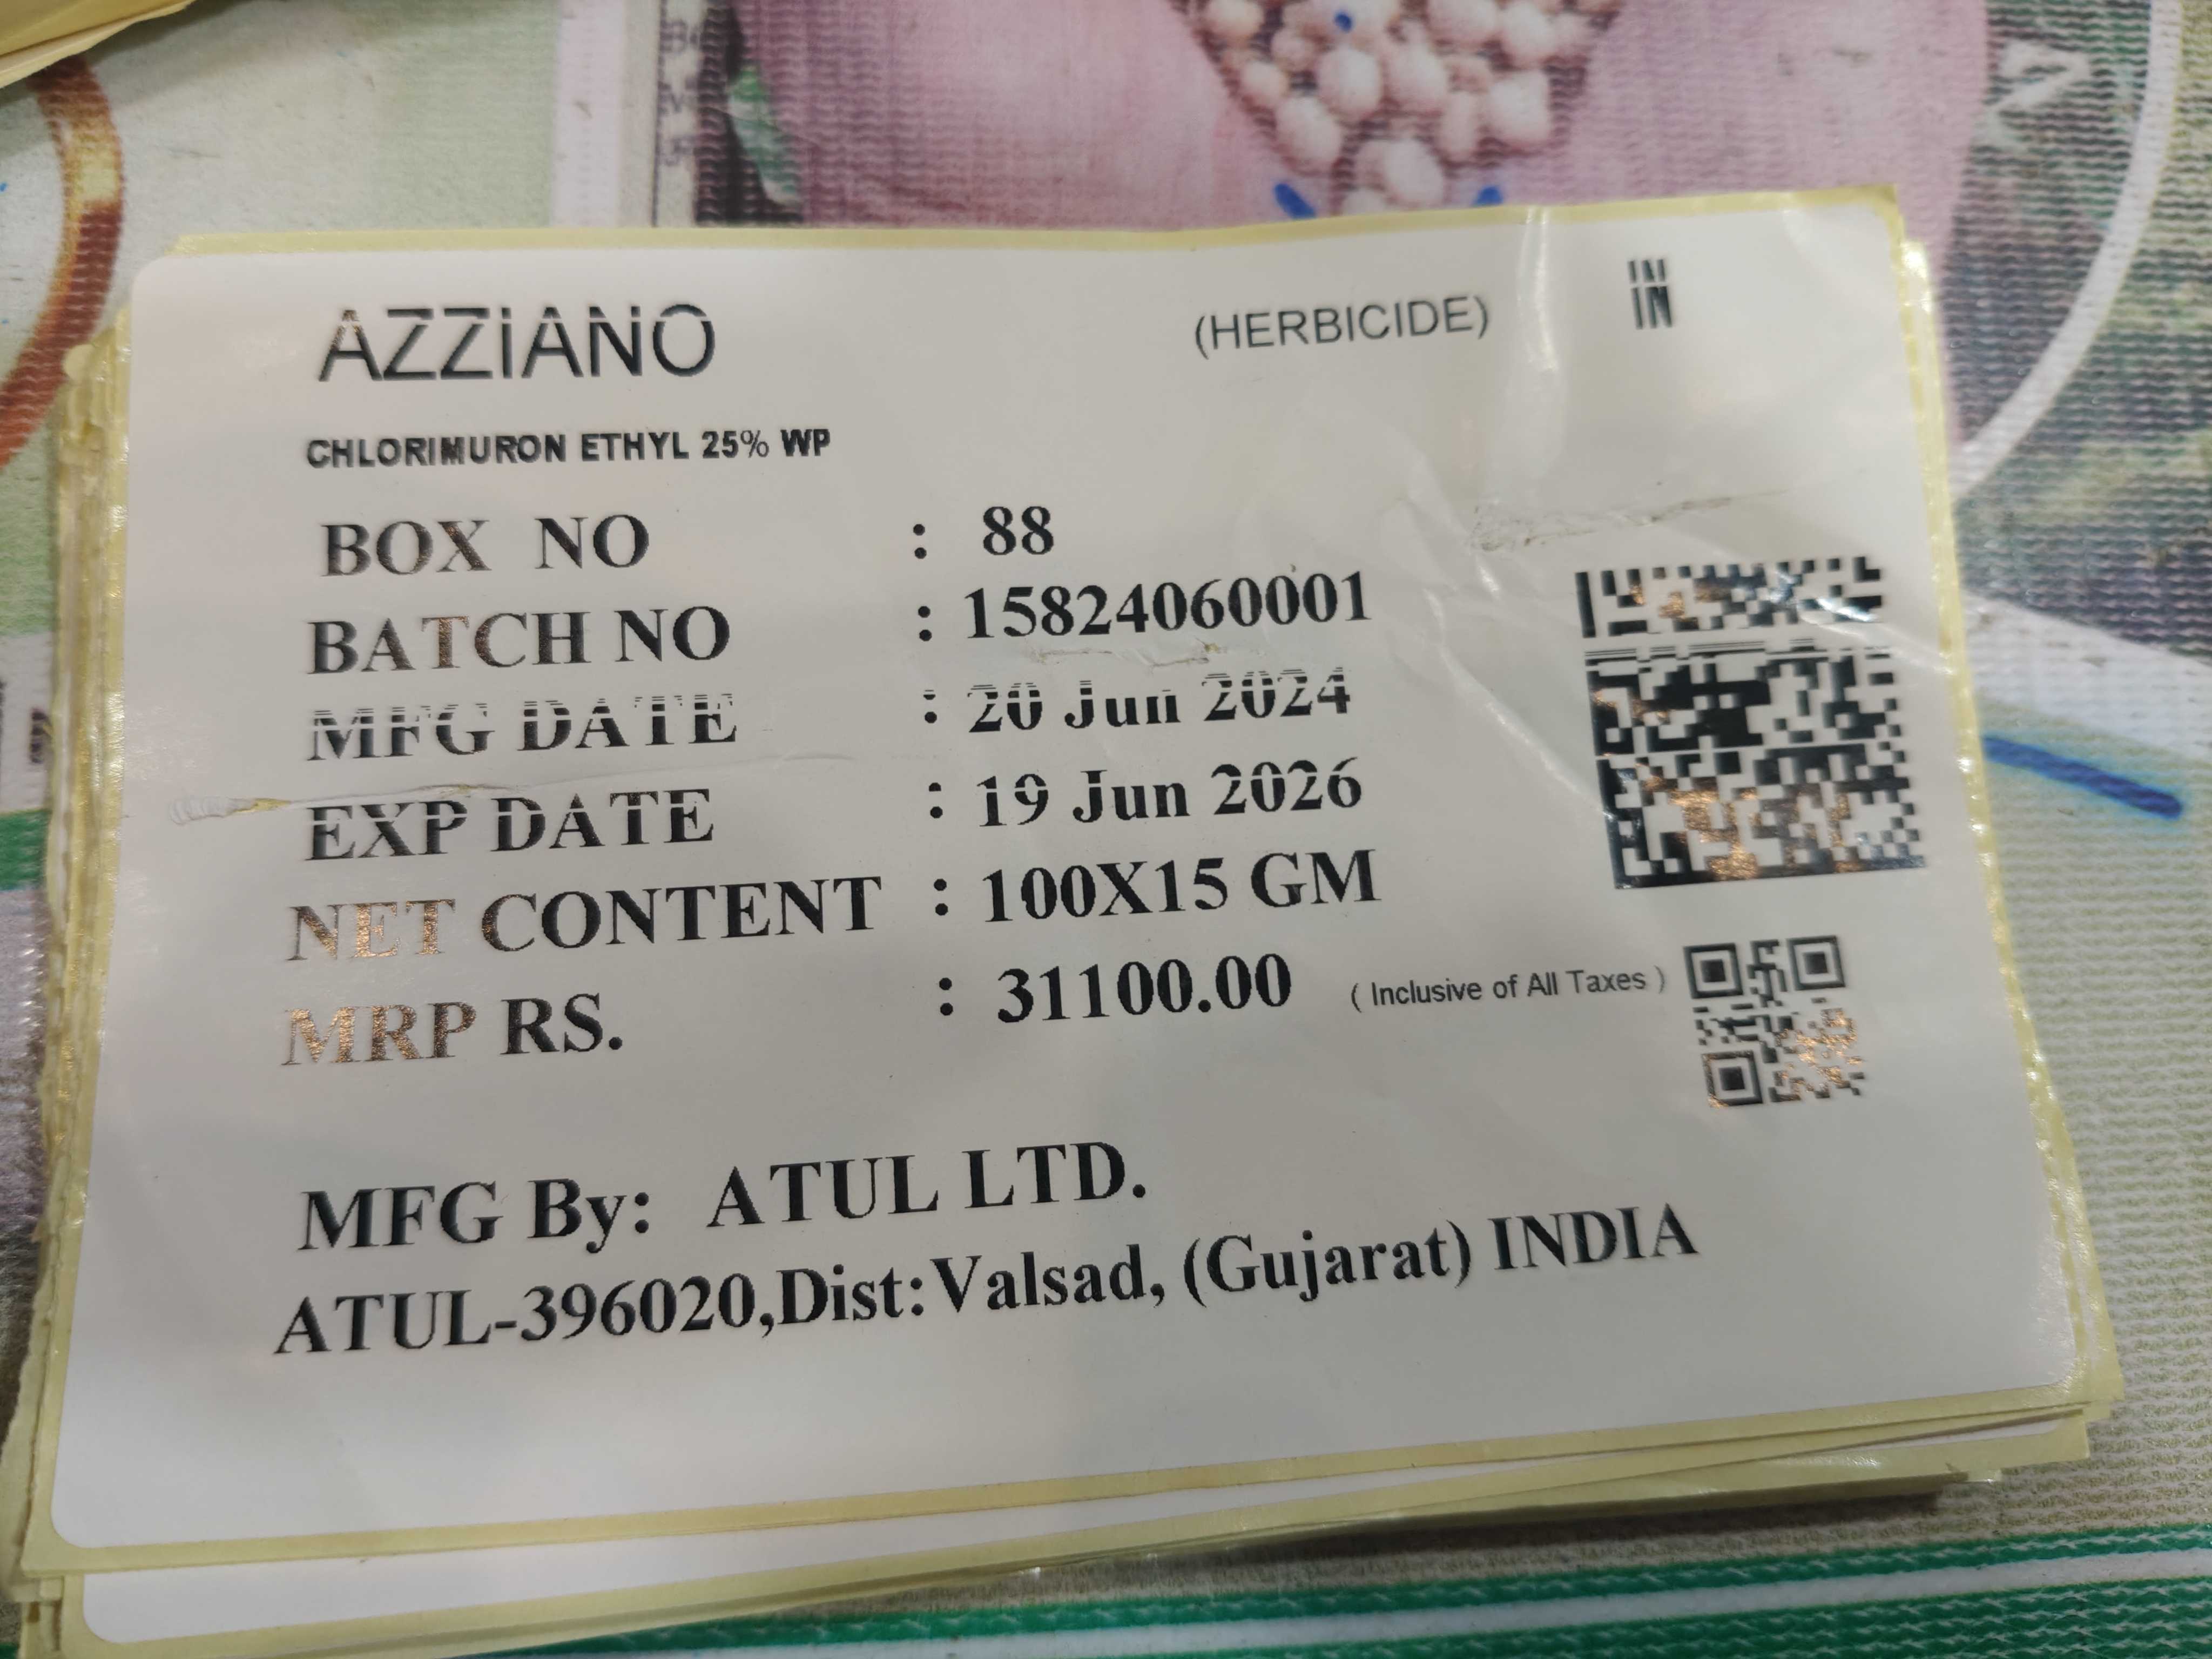 AZZIANO (HERBICIDE) IN
CHLORIMURON ETHYL 25% WP
BOX NO : 88
BATCH NO : 15824060001
MFG DATE : 20 Jun 2024
EXP DATE : 19 Jun 2026
NET CONTENT : 100X15 GM
MRP RS. : 31100.00 ( Inclusive of All Taxes )
MFG By: ATUL LTD.
ATUL-396020,Dist:Valsad, (Gujarat) INDIA